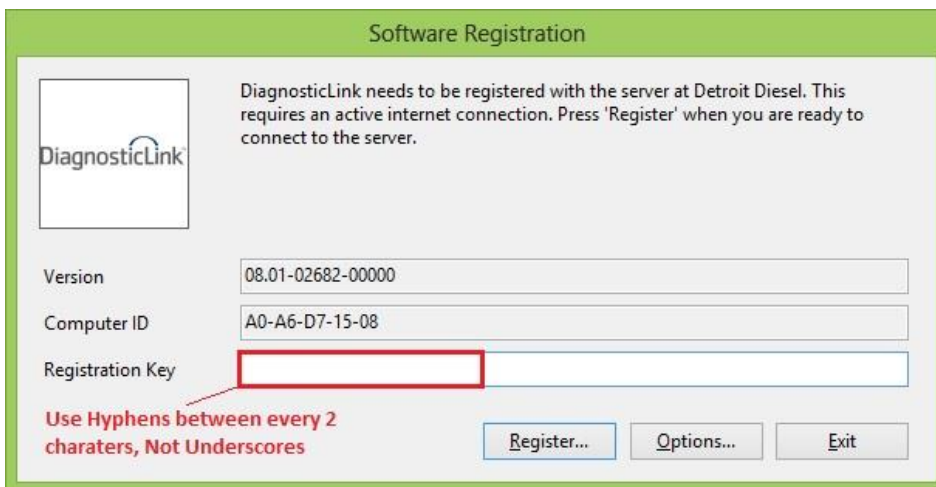 Software Registration
DiagnosticLink
DiagnosticLink needs to be registered with the server at Detroit Diesel. This
requires an active internet connection. Press 'Register' when you are ready to
connect to the server.
Version
08.01-02682-00000
Computer ID
A0-A6-D7-15-08
Registration Key
Use Hyphens between every 2
charaters, Not Underscores
Register...
Options...
Exit